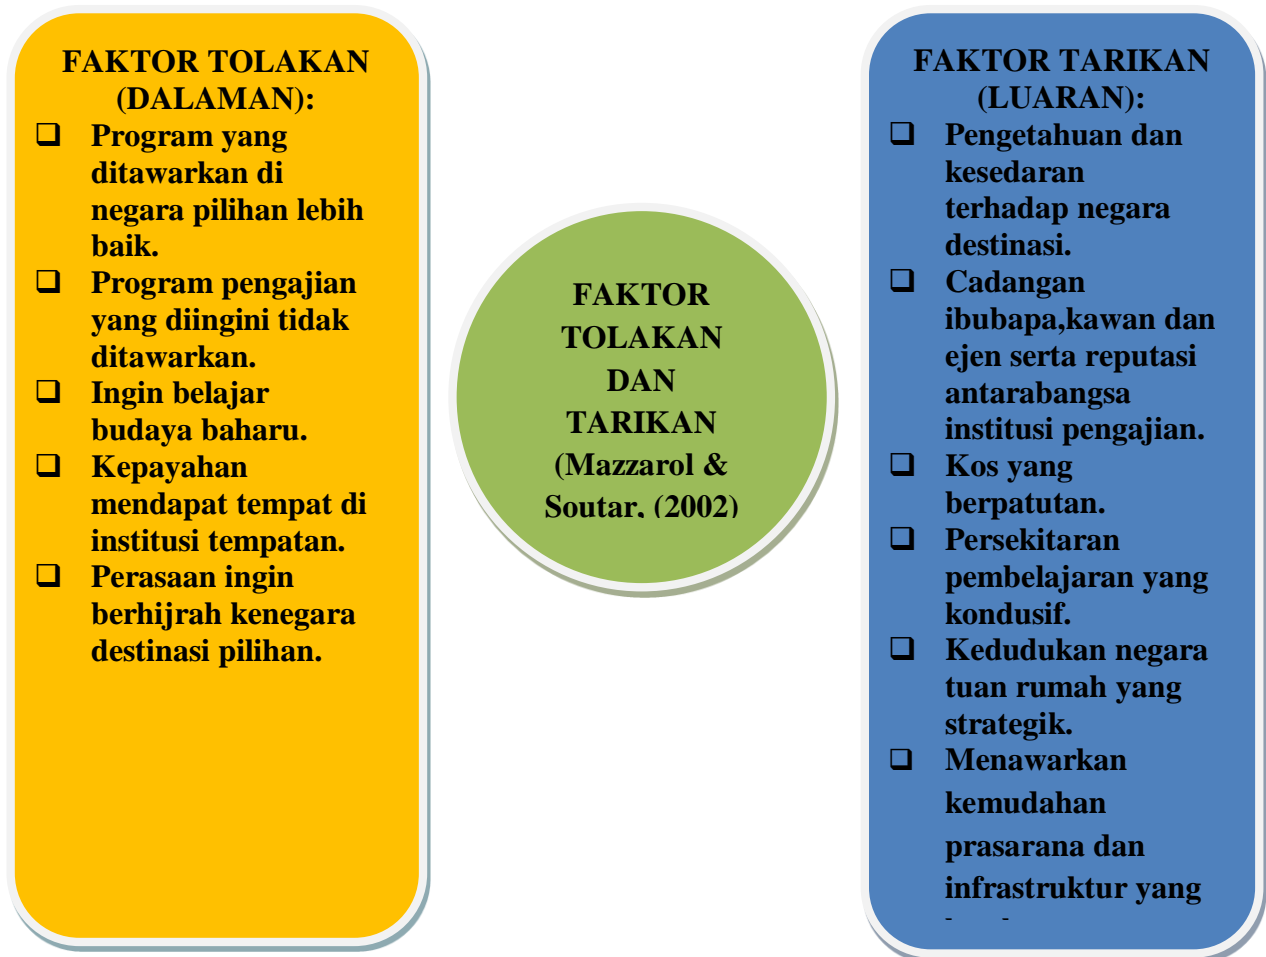 FAKTOR TOLAKAN
(DALAMAN):
Program yang
ditawarkan di
negara pilihan lebih
baik.
Program pengajian
yang diingini tidak
ditawarkan.
Ingin belajar
budaya baharu.
Kepayahan
mendapat tempat di
institusi tempatan.
Perasaan ingin
berhijrah kenegara
destinasi pilihan.
FAKTOR
TOLAKAN
DAN
TARIKAN
(Mazzarol &
Soutar, (2002)
FAKTOR TARIKAN
(LUARAN):
Pengetahuan dan
kesedaran
terhadap negara
destinasi.
Cadangan
ibubapa,kawan dan
ejen serta reputasi
antarabangsa
institusi pengajian.
Kos yang
berpatutan.
Persekitaran
pembelajaran yang
kondusif.
Kedudukan negara
tuan rumah yang
strategik.
Menawarkan
kemudahan
prasarana dan
infrastruktur yang